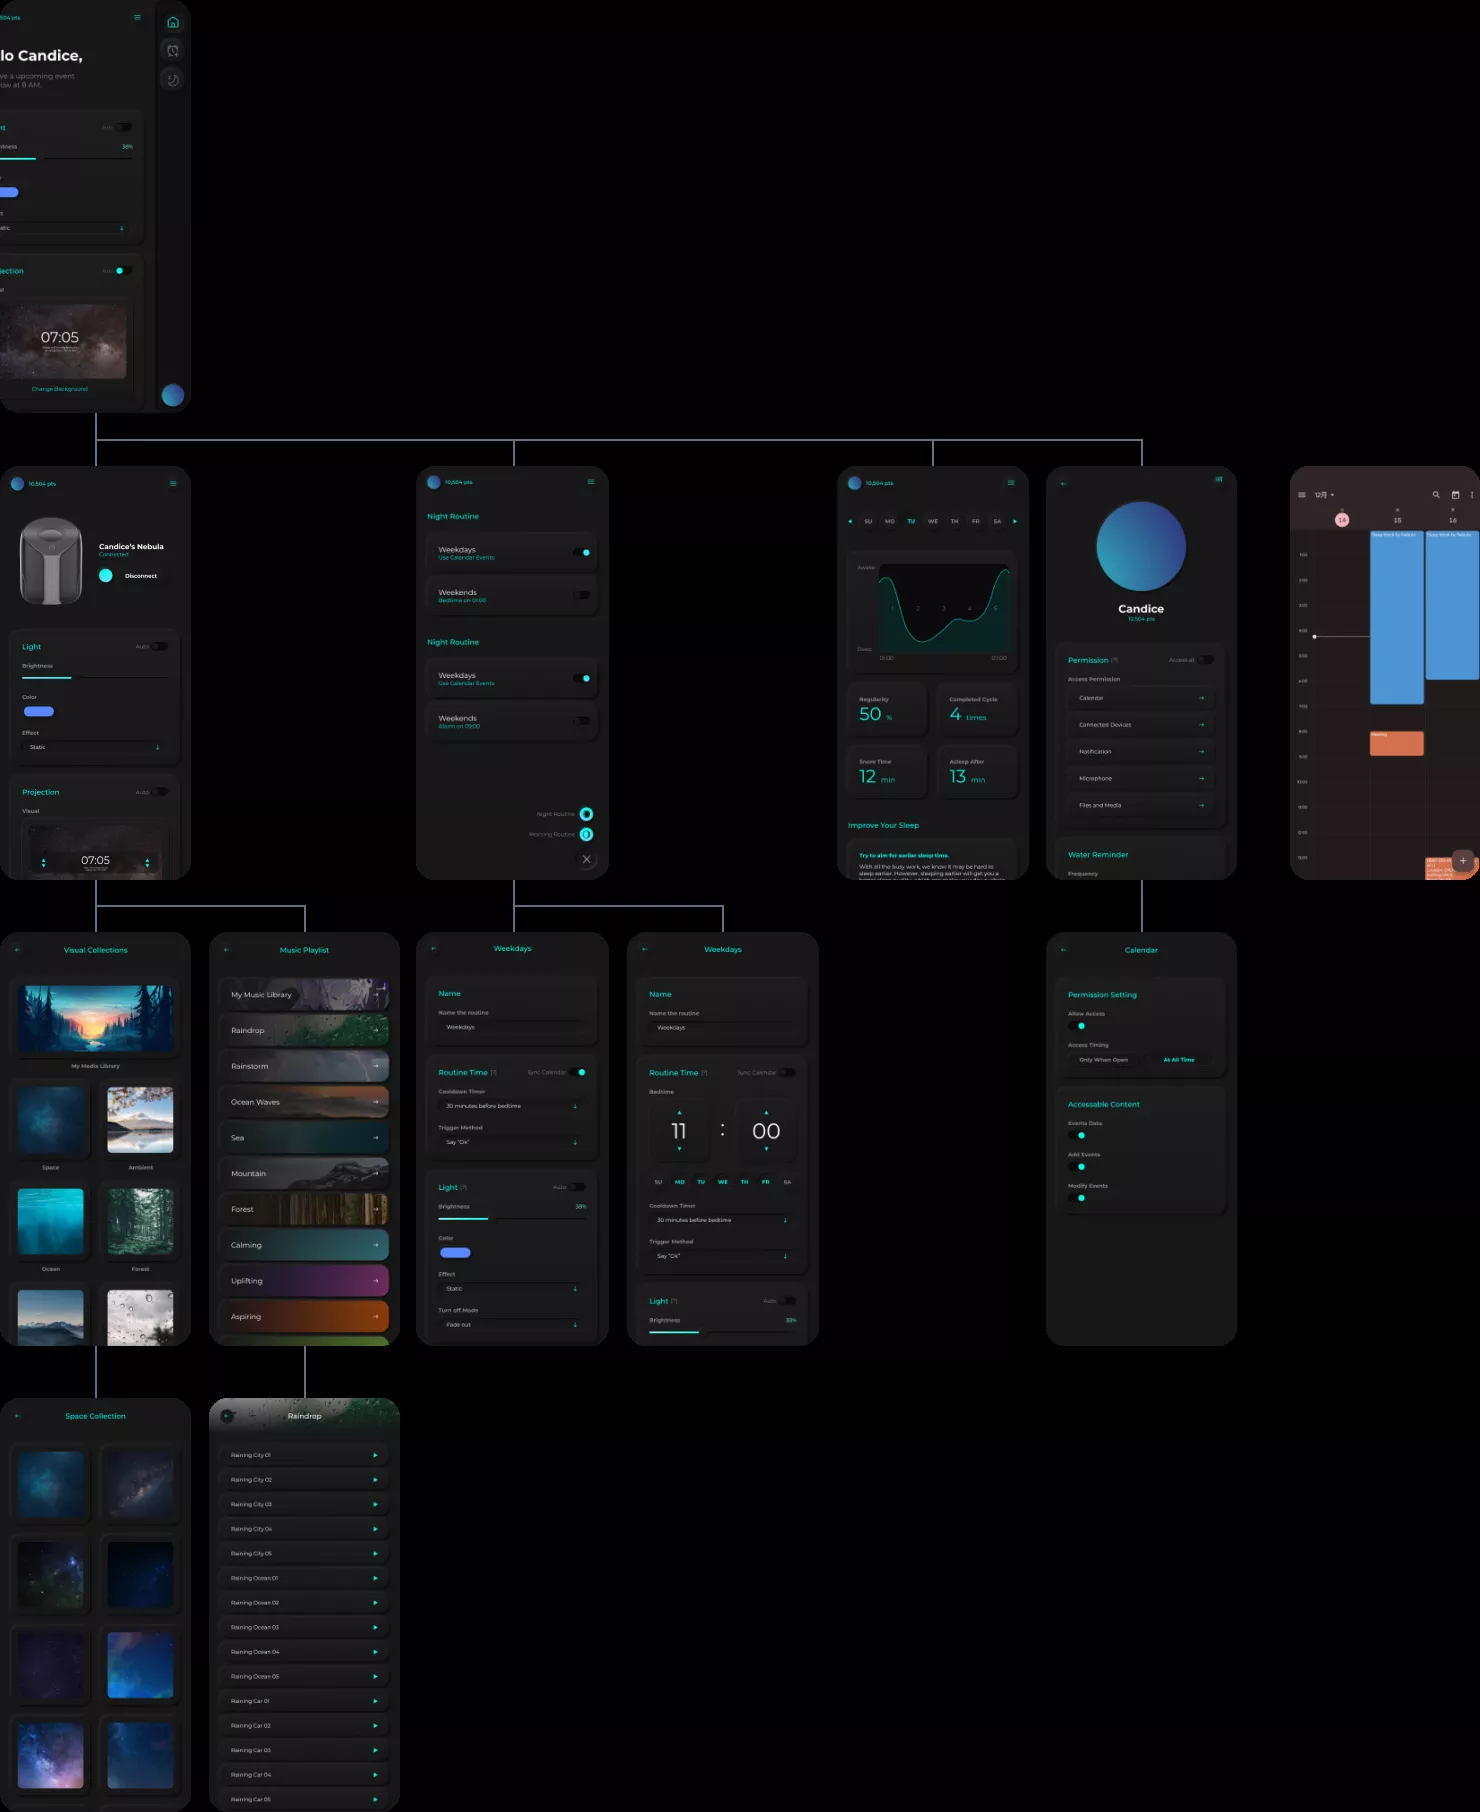 ,504 pts
lo Candice,
ve a upcoming event
ow at 8 AM.
Auto
38%
Auto
07:05
Change Background
10,504 pts
Candice's Nebula
Connected
Disconnect
Light
Auto
Brightness
Color
Effect
Static
Projection
Auto
Visual
07:05
10,504 pts
Night Routine
Weekdays
Use Calendar Events
Weekends
Bedtime on 01:00
Night Routine
Weekdays
Use Calendar Events
Weekends
Alarm on 09:00
Night Routine
Morning Routine
10,504 pts
SU MO TU WE TH FR SA
Awake
1 2 3 4 5
Sleep
01:00 07:00
Regularity
50 %
Completed Cycle
4 times
Snore Time
12 min
Asleep After
13 min
Improve Your Sleep
Try to aim for earlier sleep time.
With all the busy work, we know it may be hard to
sleep earlier. However, sleeping earlier will get you a
Candice
10,504 pts
Permission [?]
Access all
Access Permission
Calendar
Connected Devices
Notification
Microphone
Files and Media
Water Reminder
Frequency
12月
14 15 16
Sleep block by Nebula
Sleep block by Nebula
Meeting
Visual Collections
My Media Library
Space
Ambient
Ocean
Forest
Music Playlist
My Music Library
Raindrop
Rainstorm
Ocean Waves
Sea
Mountain
Forest
Calming
Uplifting
Aspiring
Weekdays
Name
Name the routine
Weekdays
Routine Time [?]
Sync Calendar
Cooldown Timer
30 minutes before bedtime
Trigger Method
Say "Ok"
Light [?]
Auto
Brightness
38%
Color
Effect
Static
Turn off Mode
Fade out
Weekdays
Name
Name the routine
Weekdays
Routine Time [?]
Sync Calendar
Bedtime
11 : 00
SU MO TU WE TH FR SA
Cooldown Timer
30 minutes before bedtime
Trigger Method
Say "Ok"
Light [?]
Auto
Brightness
38%
Calendar
Permission Setting
Allow Access
Access Timing
Only When Open
At All Time
Accessable Content
Events Data
Add Events
Modify Events
Space Collection
Raindrop
Raining City 01
Raining City 02
Raining City 03
Raining City 04
Raining City 05
Raining Ocean 01
Raining Ocean 02
Raining Ocean 03
Raining Ocean 04
Raining Ocean 05
Raining Car 01
Raining Car 02
Raining Car 03
Raining Car 04
Raining Car 05